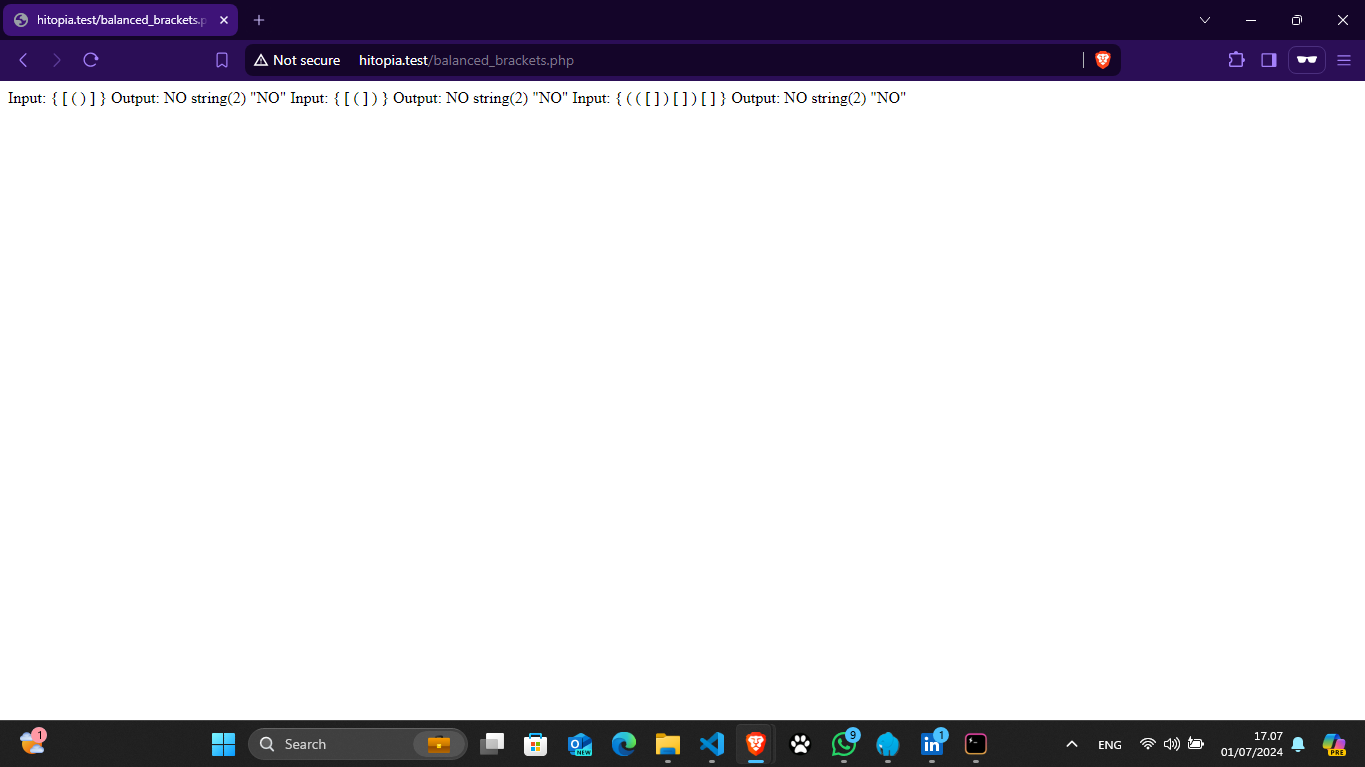 hitopia.test/balanced_brackets.p
Not secure hitopia.test/balanced_brackets.php
Input: { [ ( ) ] } Output: NO string(2) "NO" Input: { [ ( ] ) } Output: NO string(2) "NO" Input: { ( ( [ ] ) [ ] ) [ ] } Output: NO string(2) "NO"
1
Search
NEW
9
1
ENG
17.07
01/07/2024
PRE